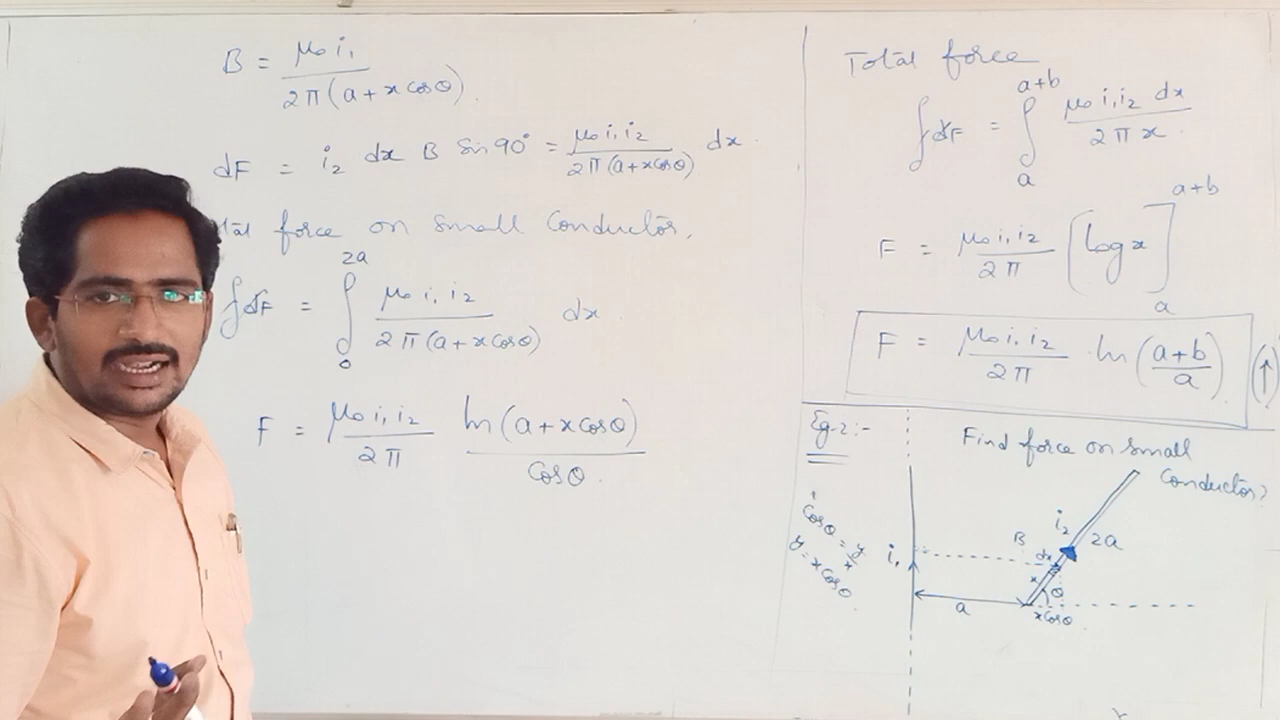 B = μ₀ i₁ / 2π (a + x cosθ).
dF = i₂ dx B Sin 90° = μ₀ i₁ i₂ / 2π (a+xcosθ) dx.
tal force on small Conductor,
∫dF = ∫₀²ᵃ μ₀ i₁ i₂ / 2π (a + x cosθ) dx.
F = μ₀ i₁ i₂ / 2π ln (a + x cosθ) / cosθ.
Total force
∫dF = ∫ₐᵃ⁺ᵇ μ₀ i₁ i₂ dx / 2π x.
F = μ₀ i₁ i₂ / 2π [log x]ₐᵃ⁺ᵇ
F = μ₀ i₁ i₂ / 2π ln (a+b / a). (↑)
Eg-2:- Find force on small
Conductor?
cosθ = y/x
y = x cosθ
i₁
a
B
dx
i₂
2a
x
θ
xcosθ